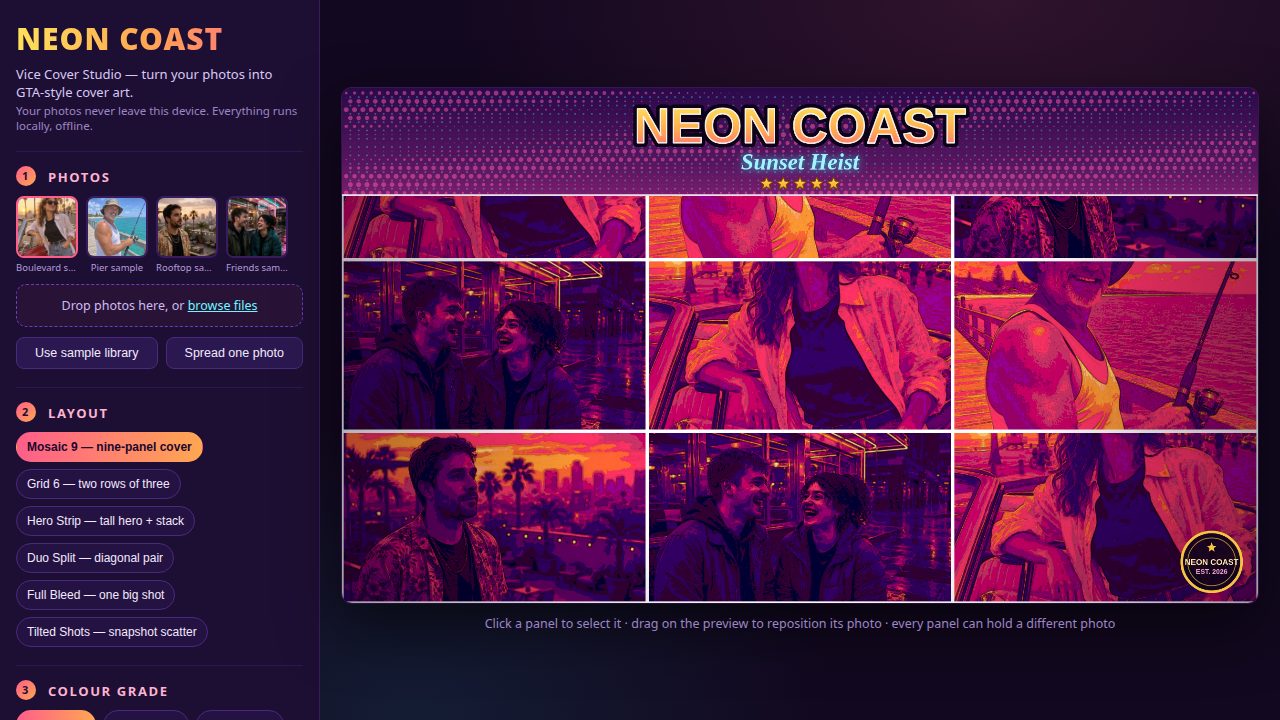 NEON COAST
Vice Cover Studio — turn your photos into
GTA-style cover art.
Your photos never leave this device. Everything runs
locally, offline.
1 PHOTOS
Boulevard s...
Pier sample
Rooftop sa...
Friends sam...
Drop photos here, or browse files
Use sample library
Spread one photo
2 LAYOUT
Mosaic 9 — nine-panel cover
Grid 6 — two rows of three
Hero Strip — tall hero + stack
Duo Split — diagonal pair
Full Bleed — one big shot
Tilted Shots — snapshot scatter
3 COLOUR GRADE
NEON COAST
Sunset Heist
NEON COAST
EST. 2026
Click a panel to select it · drag on the preview to reposition its photo · every panel can hold a different photo